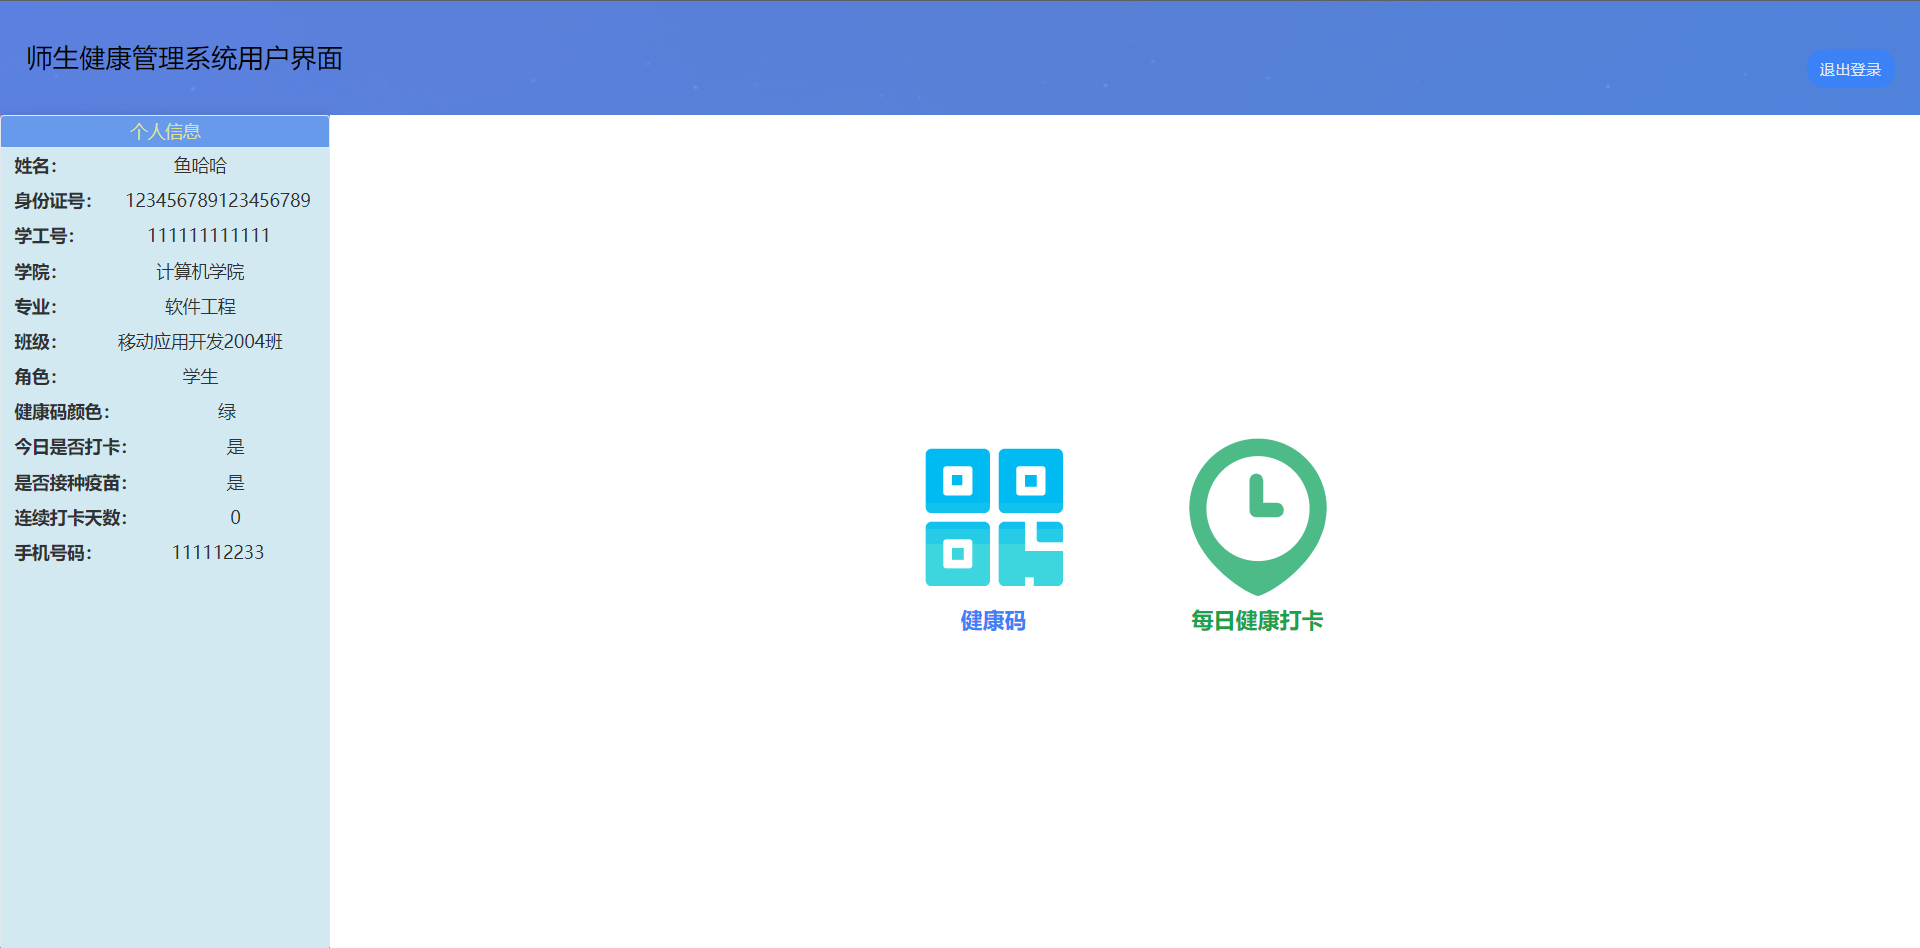 师生健康管理系统用户界面
退出登录
个人信息
姓名： 鱼哈哈
身份证号： 123456789123456789
学工号： 111111111111
学院： 计算机学院
专业： 软件工程
班级： 移动应用开发2004班
角色： 学生
健康码颜色： 绿
今日是否打卡： 是
是否接种疫苗： 是
连续打卡天数： 0
手机号码： 111112233
健康码
每日健康打卡